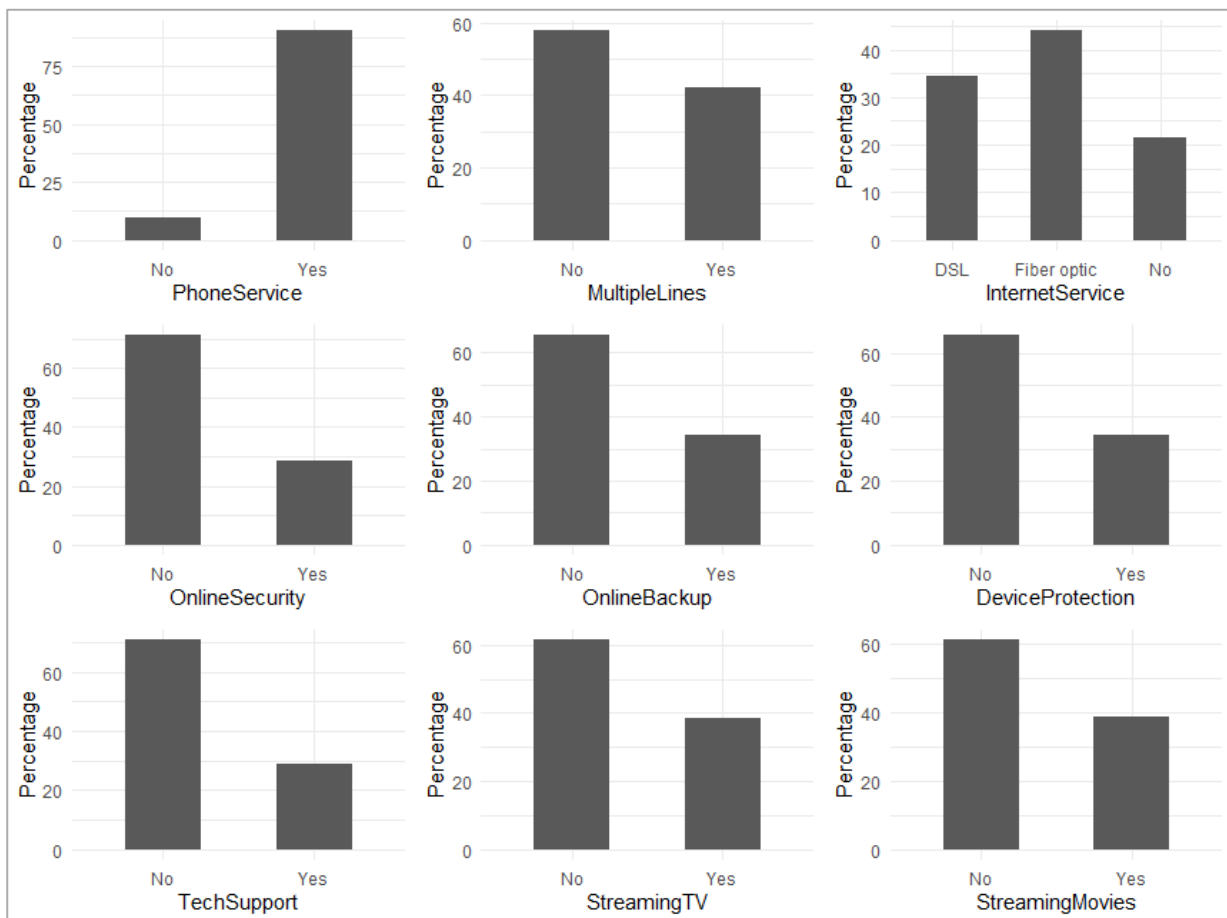 Percentage
75
50
25
0
No Yes
PhoneService
Percentage
60
40
20
0
No Yes
MultipleLines
Percentage
40
30
20
10
0
DSL Fiber optic No
InternetService
Percentage
60
40
20
0
No Yes
OnlineSecurity
Percentage
60
40
20
0
No Yes
OnlineBackup
Percentage
60
40
20
0
No Yes
DeviceProtection
Percentage
60
40
20
0
No Yes
TechSupport
Percentage
60
40
20
0
No Yes
StreamingTV
Percentage
60
40
20
0
No Yes
StreamingMovies